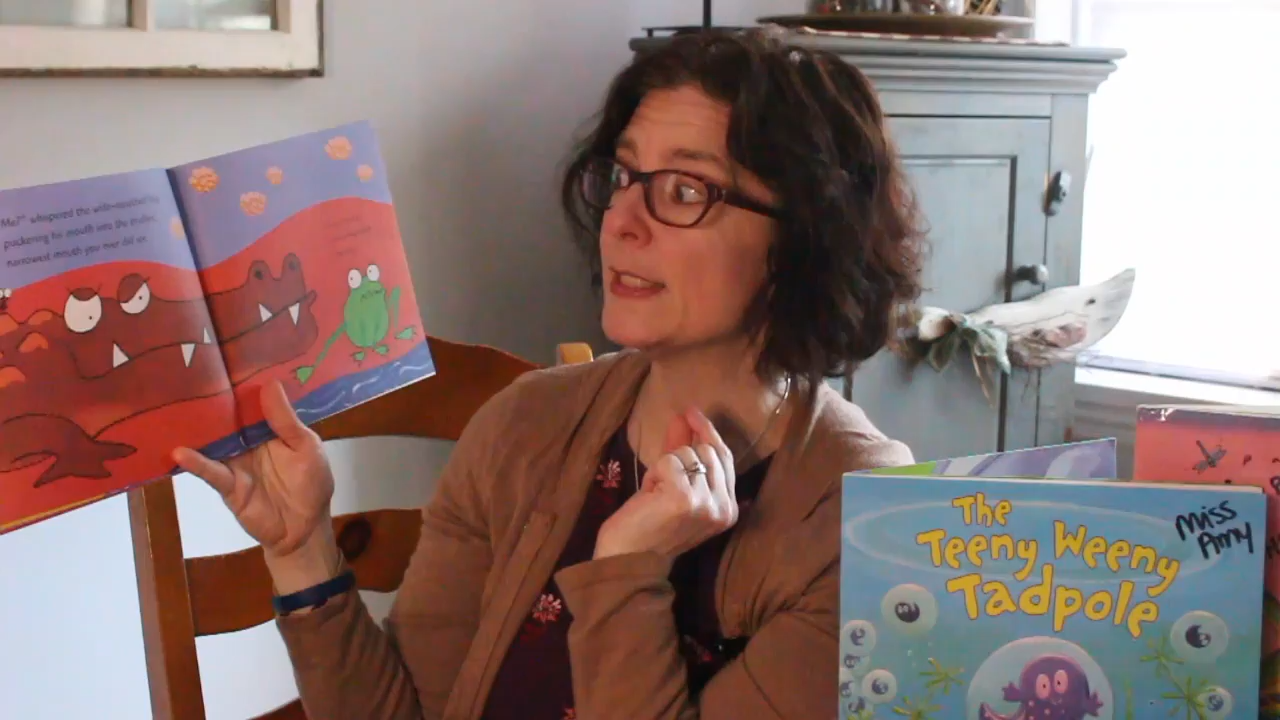 Me?" whispered the wide-mouthed frog,
puckering his mouth into the tiniest,
narrowest mouth you ever did see.
The
Teeny Weeny
Tadpole
Miss
Amy